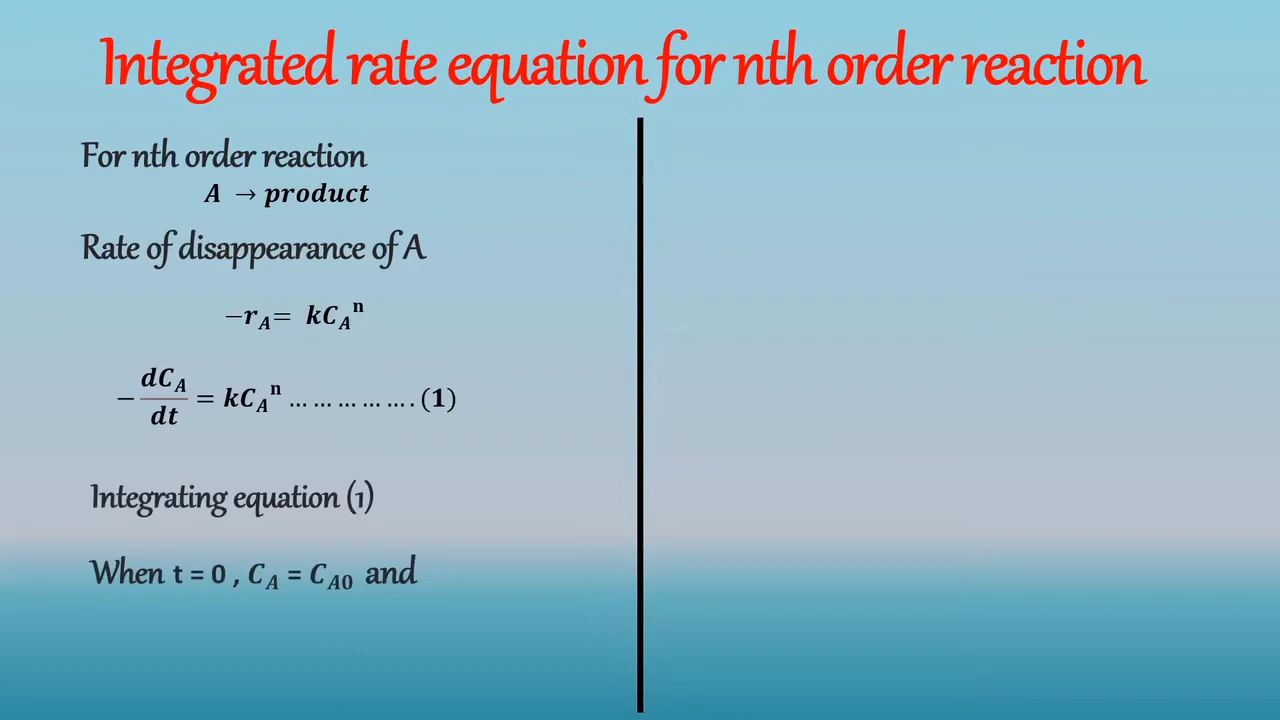 Integrated rate equation for nth order reaction
For nth order reaction
A → product
Rate of disappearance of A
−r_A = kC_A^n
−dC_A/dt = kC_A^n … … … … … . (1)
Integrating equation (1)
When t = 0 , C_A = C_A0 and